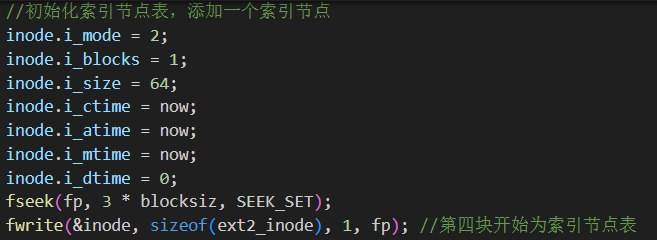 //初始化索引节点表，添加一个索引节点
inode.i_mode = 2;
inode.i_blocks = 1;
inode.i_size = 64;
inode.i_ctime = now;
inode.i_atime = now;
inode.i_mtime = now;
inode.i_dtime = 0;
fseek(fp, 3 * blocksiz, SEEK_SET);
fwrite(&inode, sizeof(ext2_inode), 1, fp); //第四块开始为索引节点表